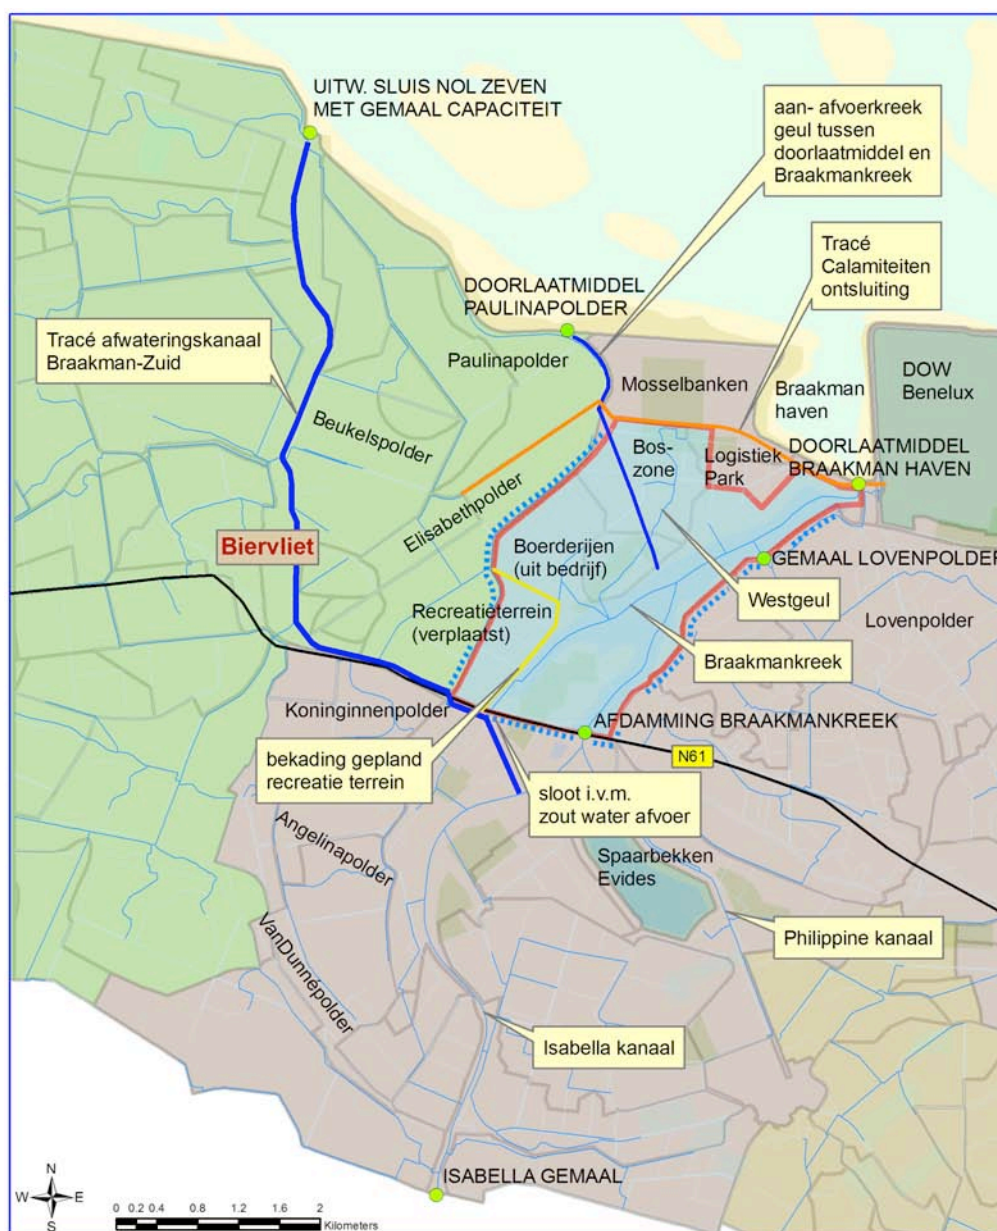 UITW. SLUIS NOL ZEVEN
MET GEMAAL CAPACITEIT
aan- afvoerkreek
geul tussen
doorlaatmiddel en
Braakmankreek
Tracé
Calamiteiten
ontsluiting
DOORLAATMIDDEL
PAULINAPOLDER
Tracé afwateringskanaal
Braakman-Zuid
Paulinapolder
Mosselbanken
Braakman
haven
DOW
Benelux
Beukelspolder
Bos-
zone
Logistiek
Park
DOORLAATMIDDEL
BRAAKMAN HAVEN
Elisabethpolder
Biervliet
Boerderijen
(uit bedrijf)
GEMAAL LOVENPOLDER
Westgeul
Recreatieterrein
(verplaatst)
Lovenpolder
Braakmankreek
Koninginnenpolder
AFDAMMING BRAAKMANKREEK
N61
bekading gepland
recreatie terrein
sloot i.v.m.
zout water afvoer
Angelinapolder
Spaarbekken
Evides
VanDunnépolder
Philippine kanaal
Isabella kanaal
ISABELLA GEMAAL
N
W E
S
0 0.2 0.4 0.8 1.2 1.6 2
Kilometers